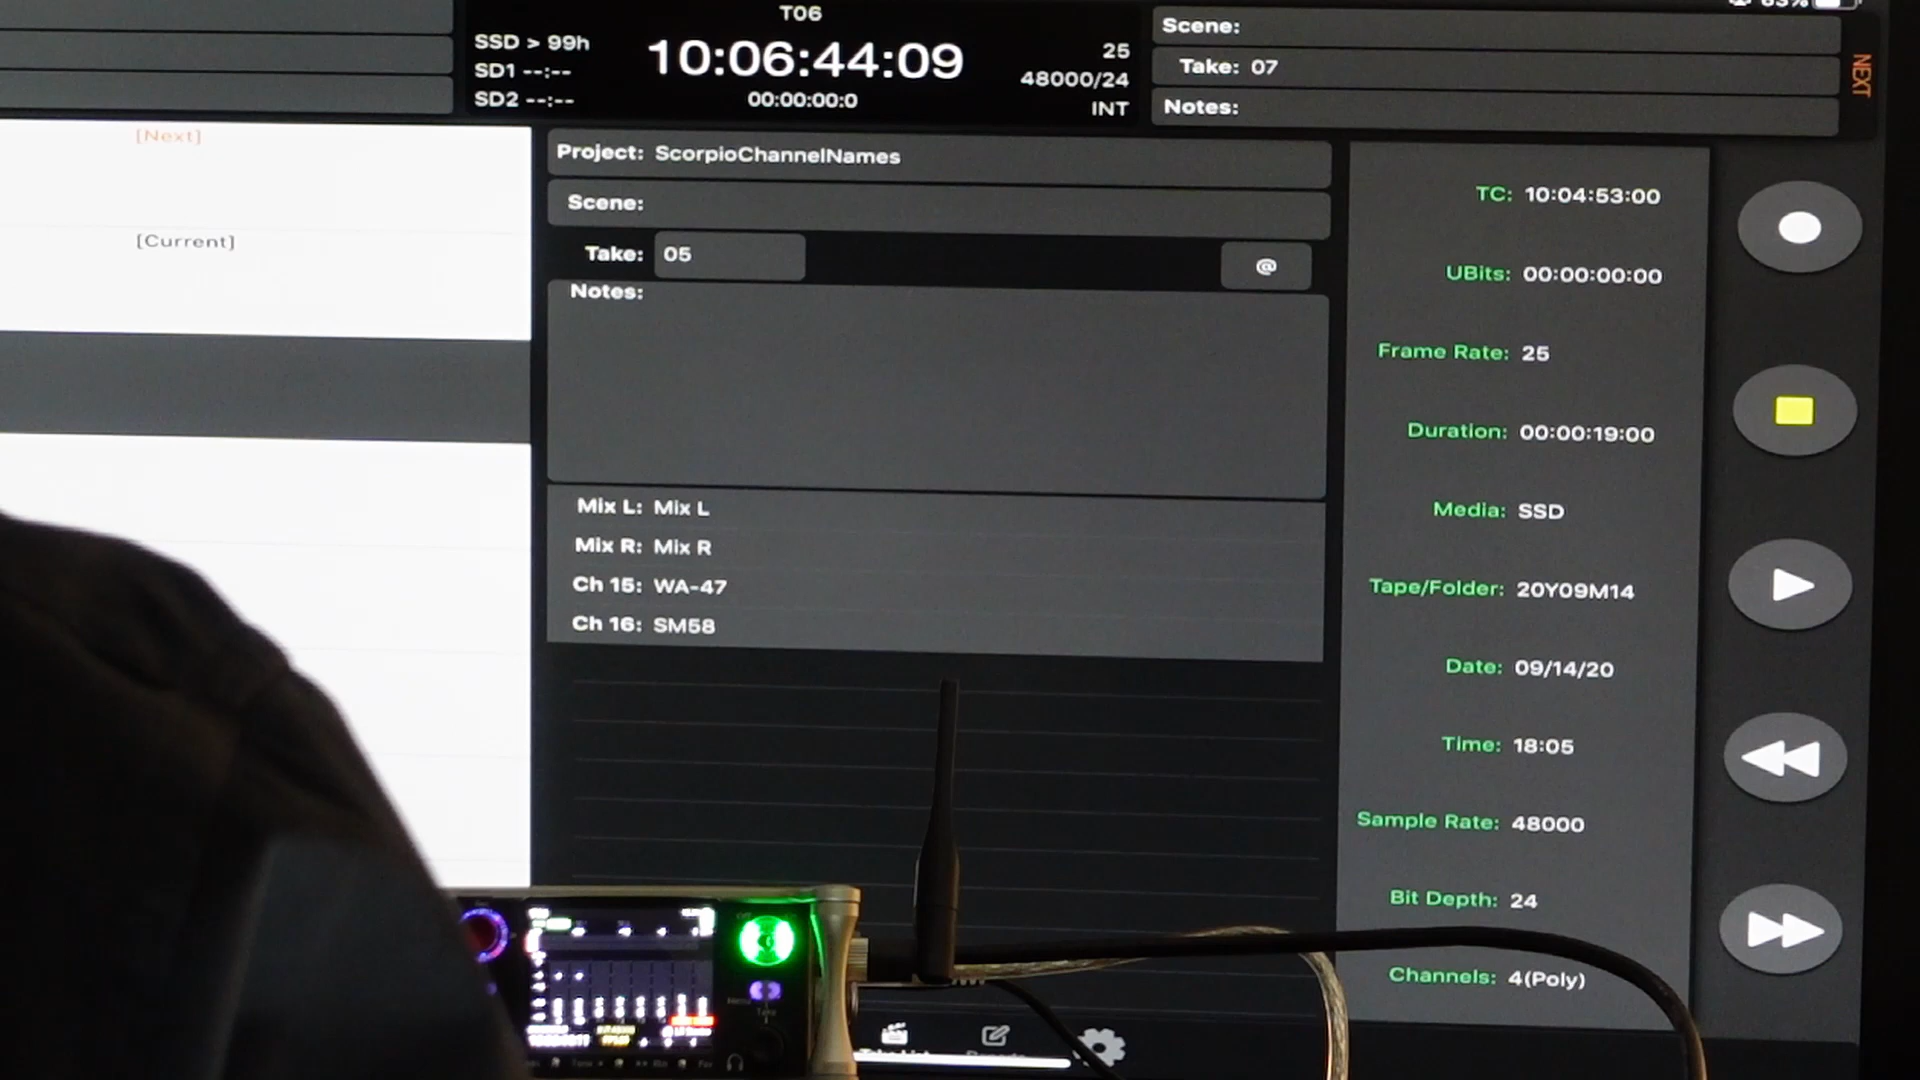 T06
SSD > 99h
SD1 --:--
SD2 --:--
10:06:44:09
00:00:00:0
25
48000/24
INT
Scene:
Take: 07
Notes:
NEXT
[Next]
[Current]
Project: ScorpioChannelNames
Scene:
Take: 05
@
Notes:
Mix L: Mix L
Mix R: Mix R
Ch 15: WA-47
Ch 16: SM58
TC: 10:04:53:00
UBits: 00:00:00:00
Frame Rate: 25
Duration: 00:00:19:00
Media: SSD
Tape/Folder: 20Y09M14
Date: 09/14/20
Time: 18:05
Sample Rate: 48000
Bit Depth: 24
Channels: 4(Poly)